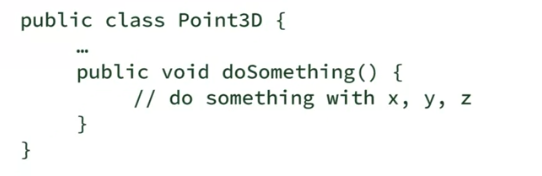 public class Point3D {
…
public void doSomething() {
// do something with x, y, z
}
}